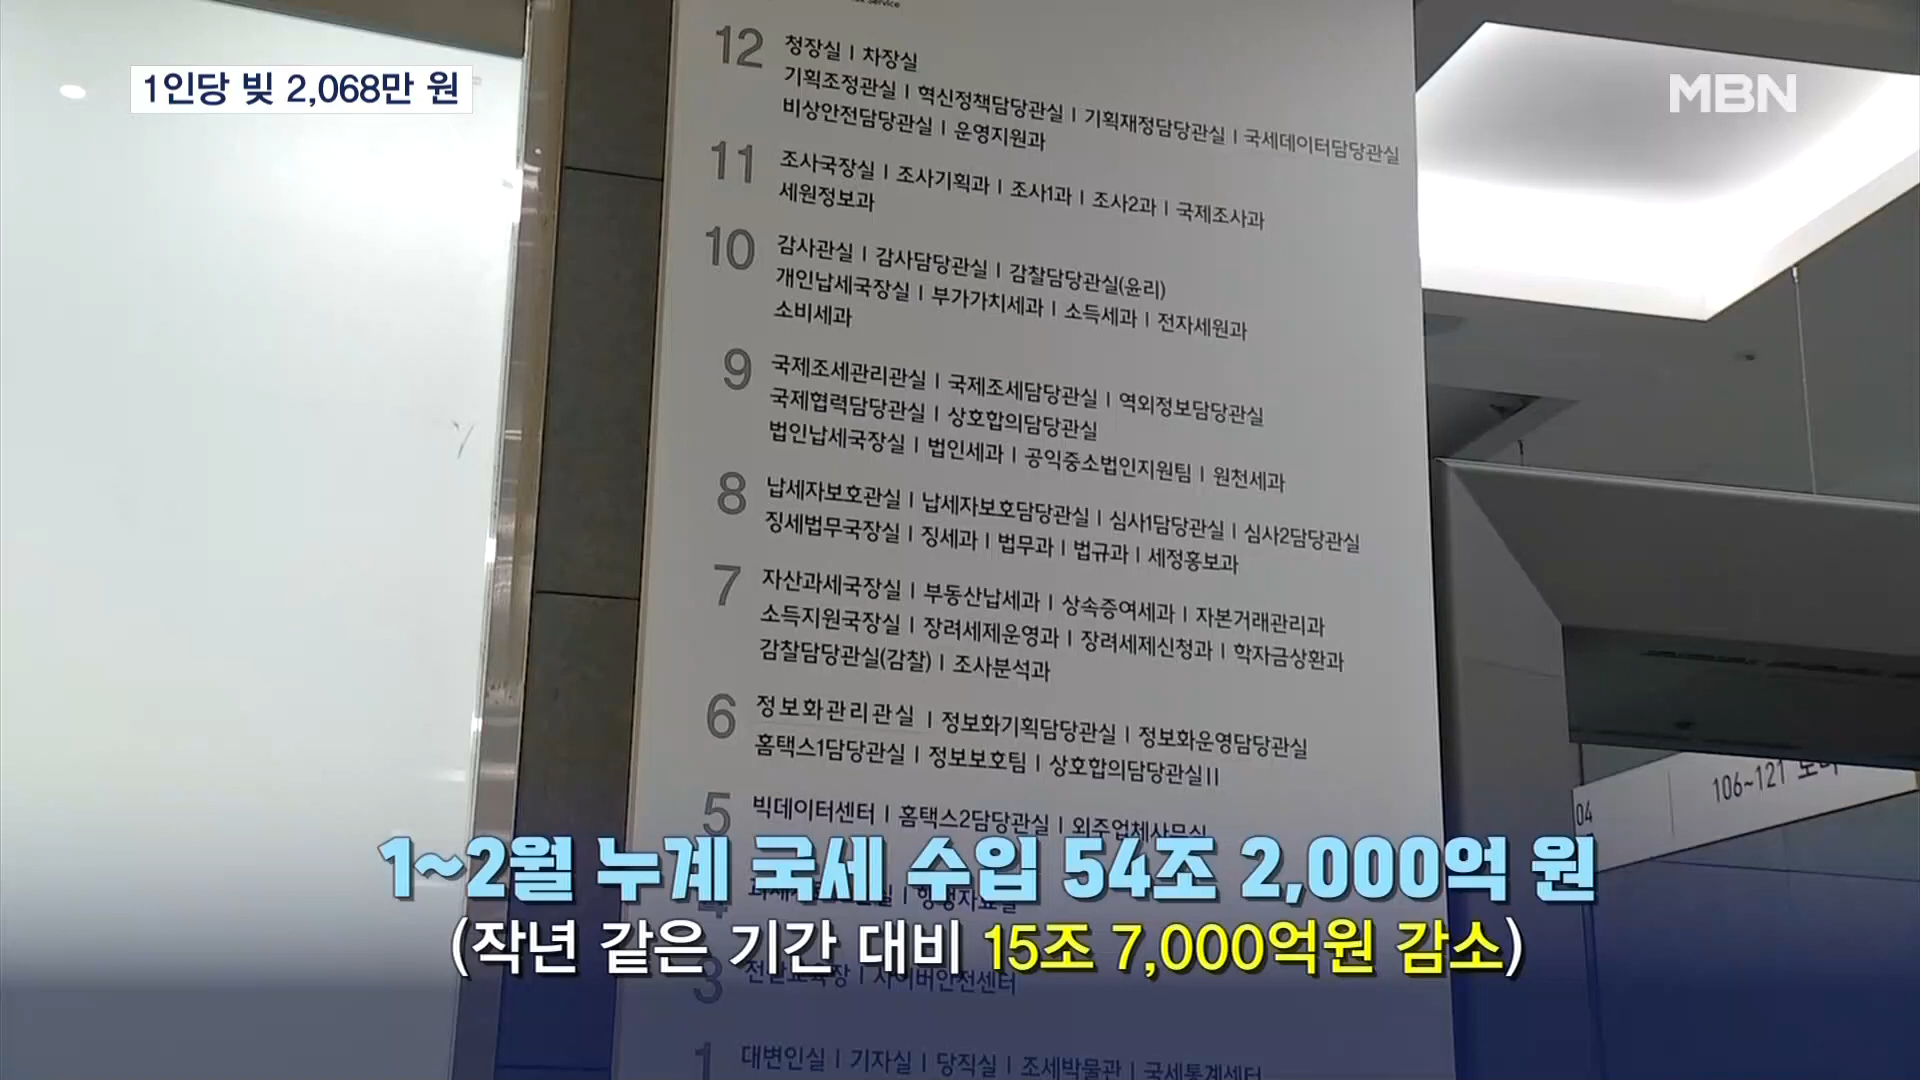 Service
1인당 빚 2,068만 원
MBN
12 청장실 | 차장실
기획조정관실 | 혁신정책담당관실 | 기획재정담당관실 | 국세데이터담당관실
비상안전담당관실 | 운영지원과
11 조사국장실 | 조사기획과 | 조사1과 | 조사2과 | 국제조사과
세원정보과
10 감사관실 | 감사담당관실 | 감찰담당관실(윤리)
개인납세국장실 | 부가가치세과 | 소득세과 | 전자세원과
소비세과
9 국제조세관리관실 | 국제조세담당관실 | 역외정보담당관실
국제협력담당관실 | 상호합의담당관실
법인납세국장실 | 법인세과 | 공익중소법인지원팀 | 원천세과
8 납세자보호관실 | 납세자보호담당관실 | 심사1담당관실 | 심사2담당관실
징세법무국장실 | 징세과 | 법무과 | 법규과 | 세정홍보과
7 자산과세국장실 | 부동산납세과 | 상속증여세과 | 자본거래관리과
소득지원국장실 | 장려세제운영과 | 장려세제신청과 | 학자금상환과
감찰담당관실(감찰) | 조사분석과
6 정보화관리관실 | 정보화기획담당관실 | 정보화운영담당관실
홈택스1담당관실 | 정보보호팀 | 상호합의담당관실II
5 빅데이터센터 | 홈택스2담당관실 | 외주업체사무실
04 106~121
1~2월 누계 국세 수입 54조 2,000억 원
4
(작년 같은 기간 대비 15조 7,000억원 감소)
3 사이버안전센터
1 대변인실 | 기자실 | 당직실 | 조세박물관 | 국세통계센터